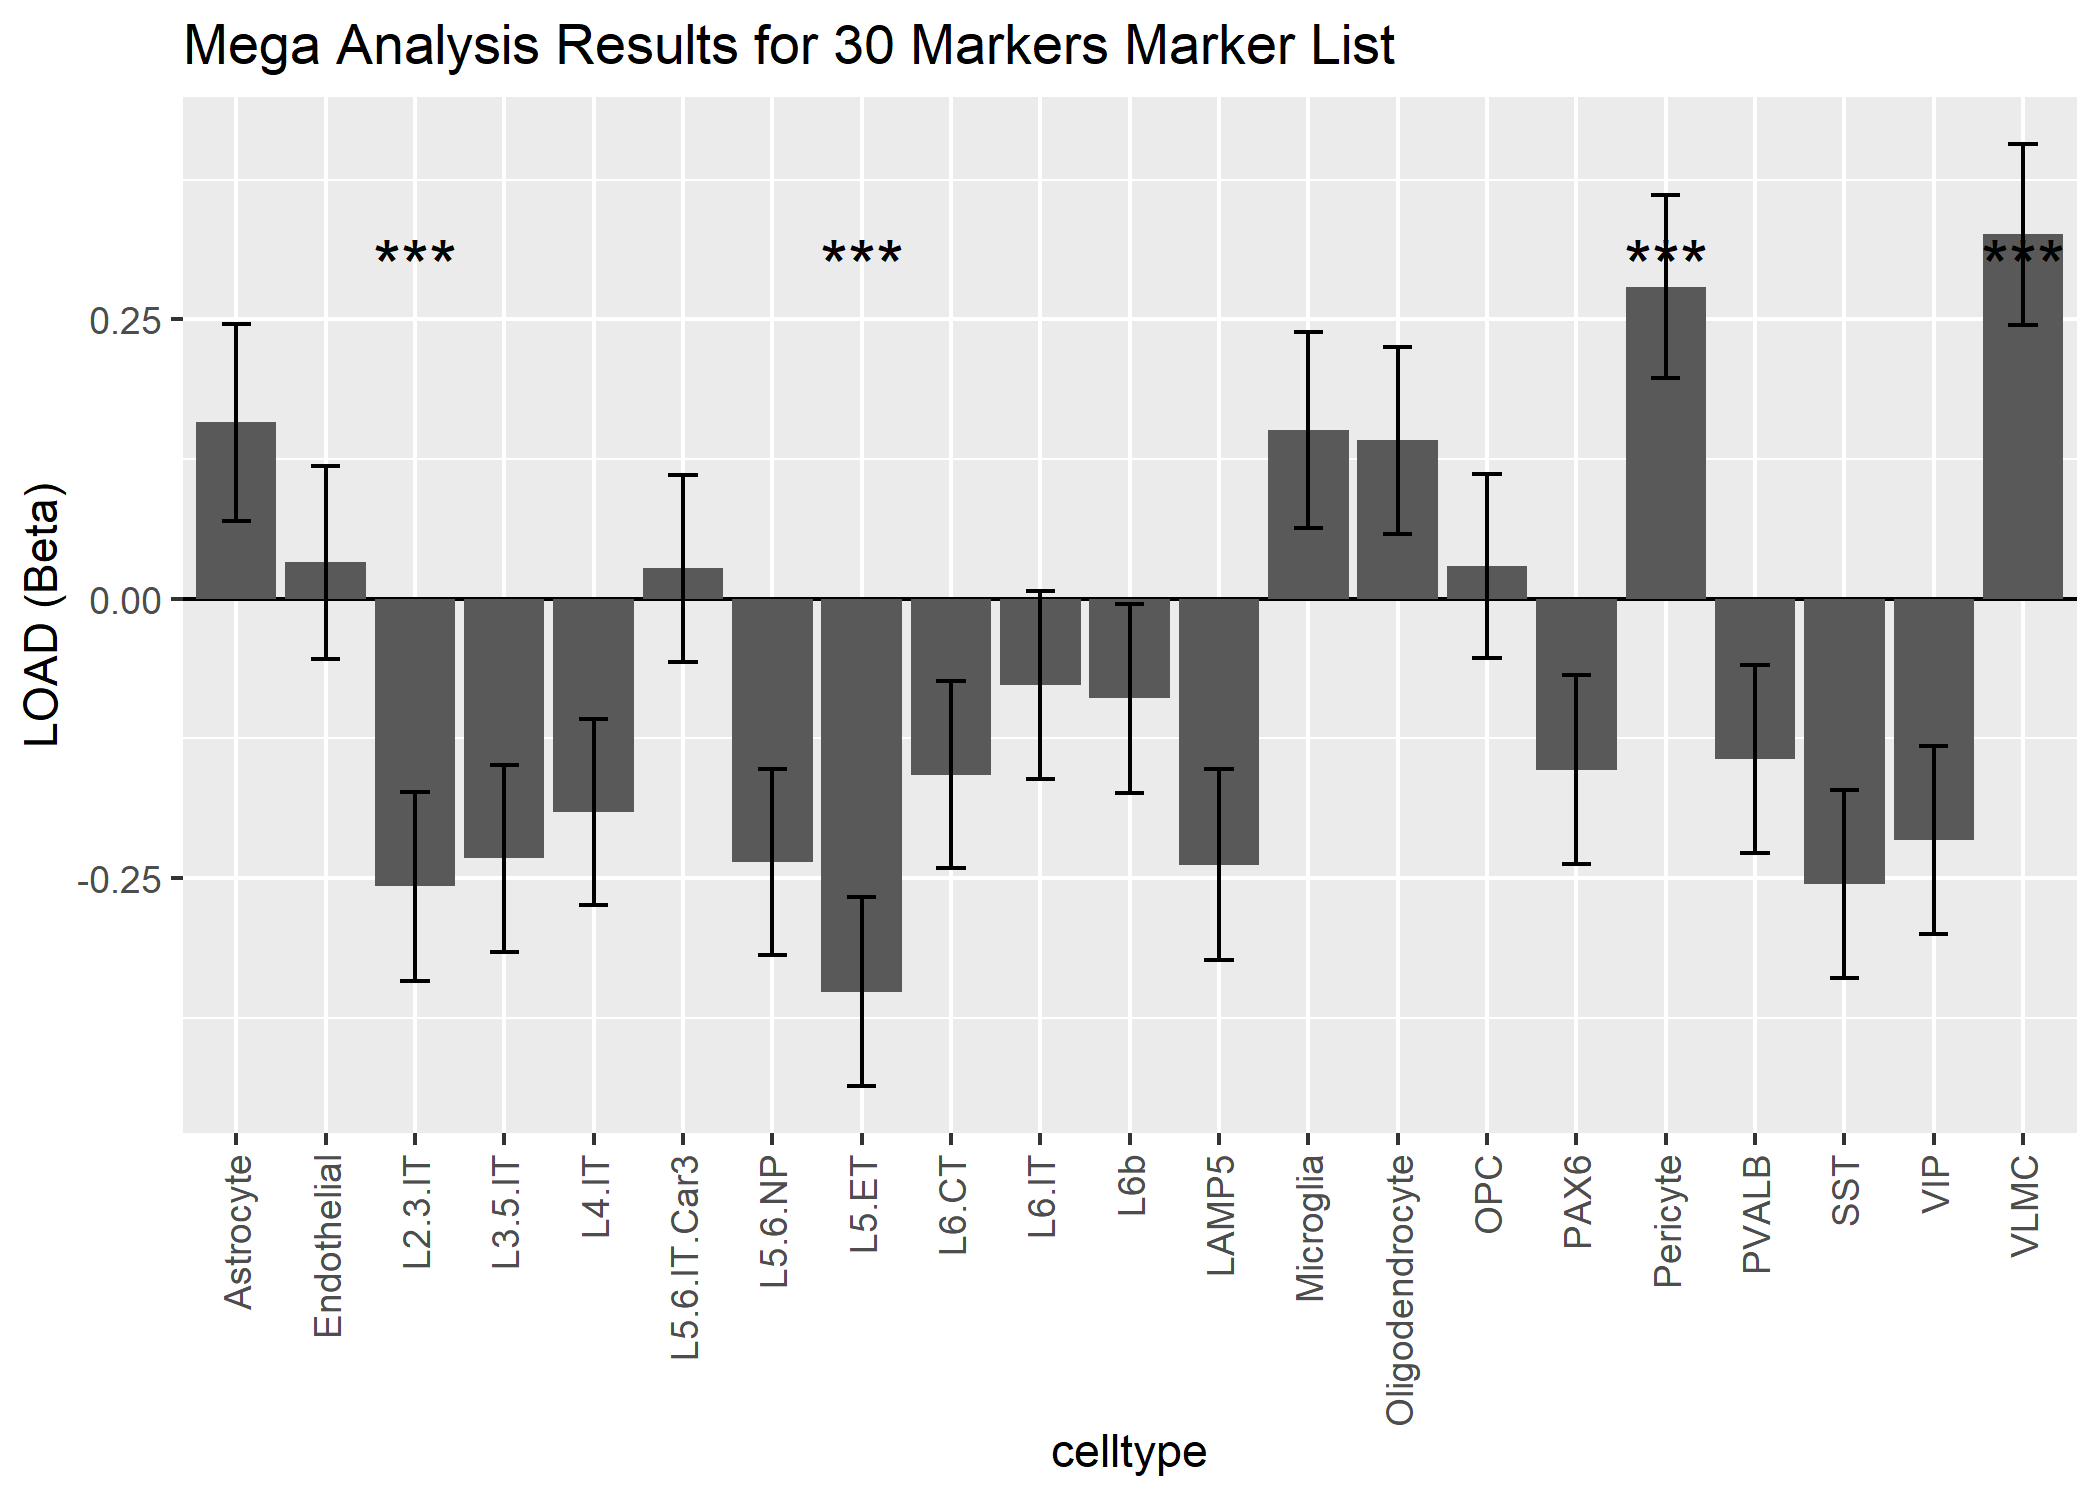 Mega Analysis Results for 30 Markers Marker List
LOAD (Beta)
0.25
0.00
-0.25
***
***
***
***
Astrocyte
Endothelial
L2.3.IT
L3.5.IT
L4.IT
L5.6.IT.Car3
L5.6.NP
L5.ET
L6.CT
L6.IT
L6b
LAMP5
Microglia
Oligodendrocyte
OPC
PAX6
Pericyte
PVALB
SST
VIP
VLMC
celltype